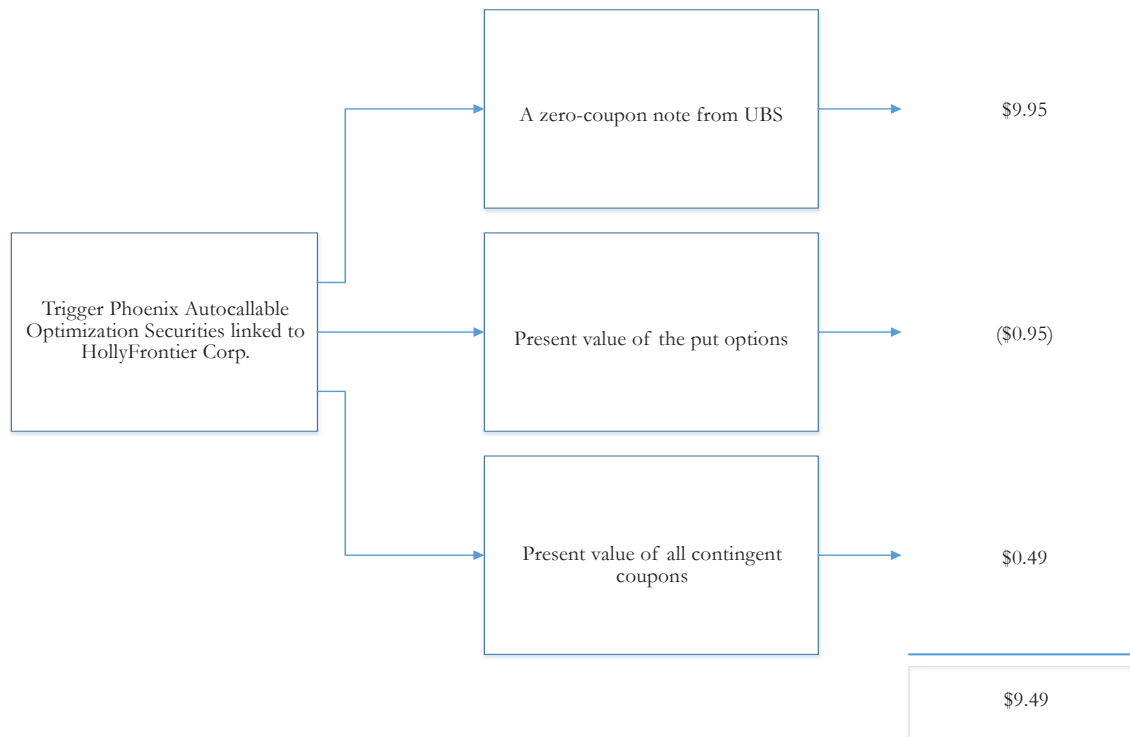 A zero-coupon note from UBS
$9.95
Trigger Phoenix Autocallable
Optimization Securities linked to
HollyFrontier Corp.
Present value of the put options
($0.95)
Present value of all contingent
coupons
$0.49
$9.49